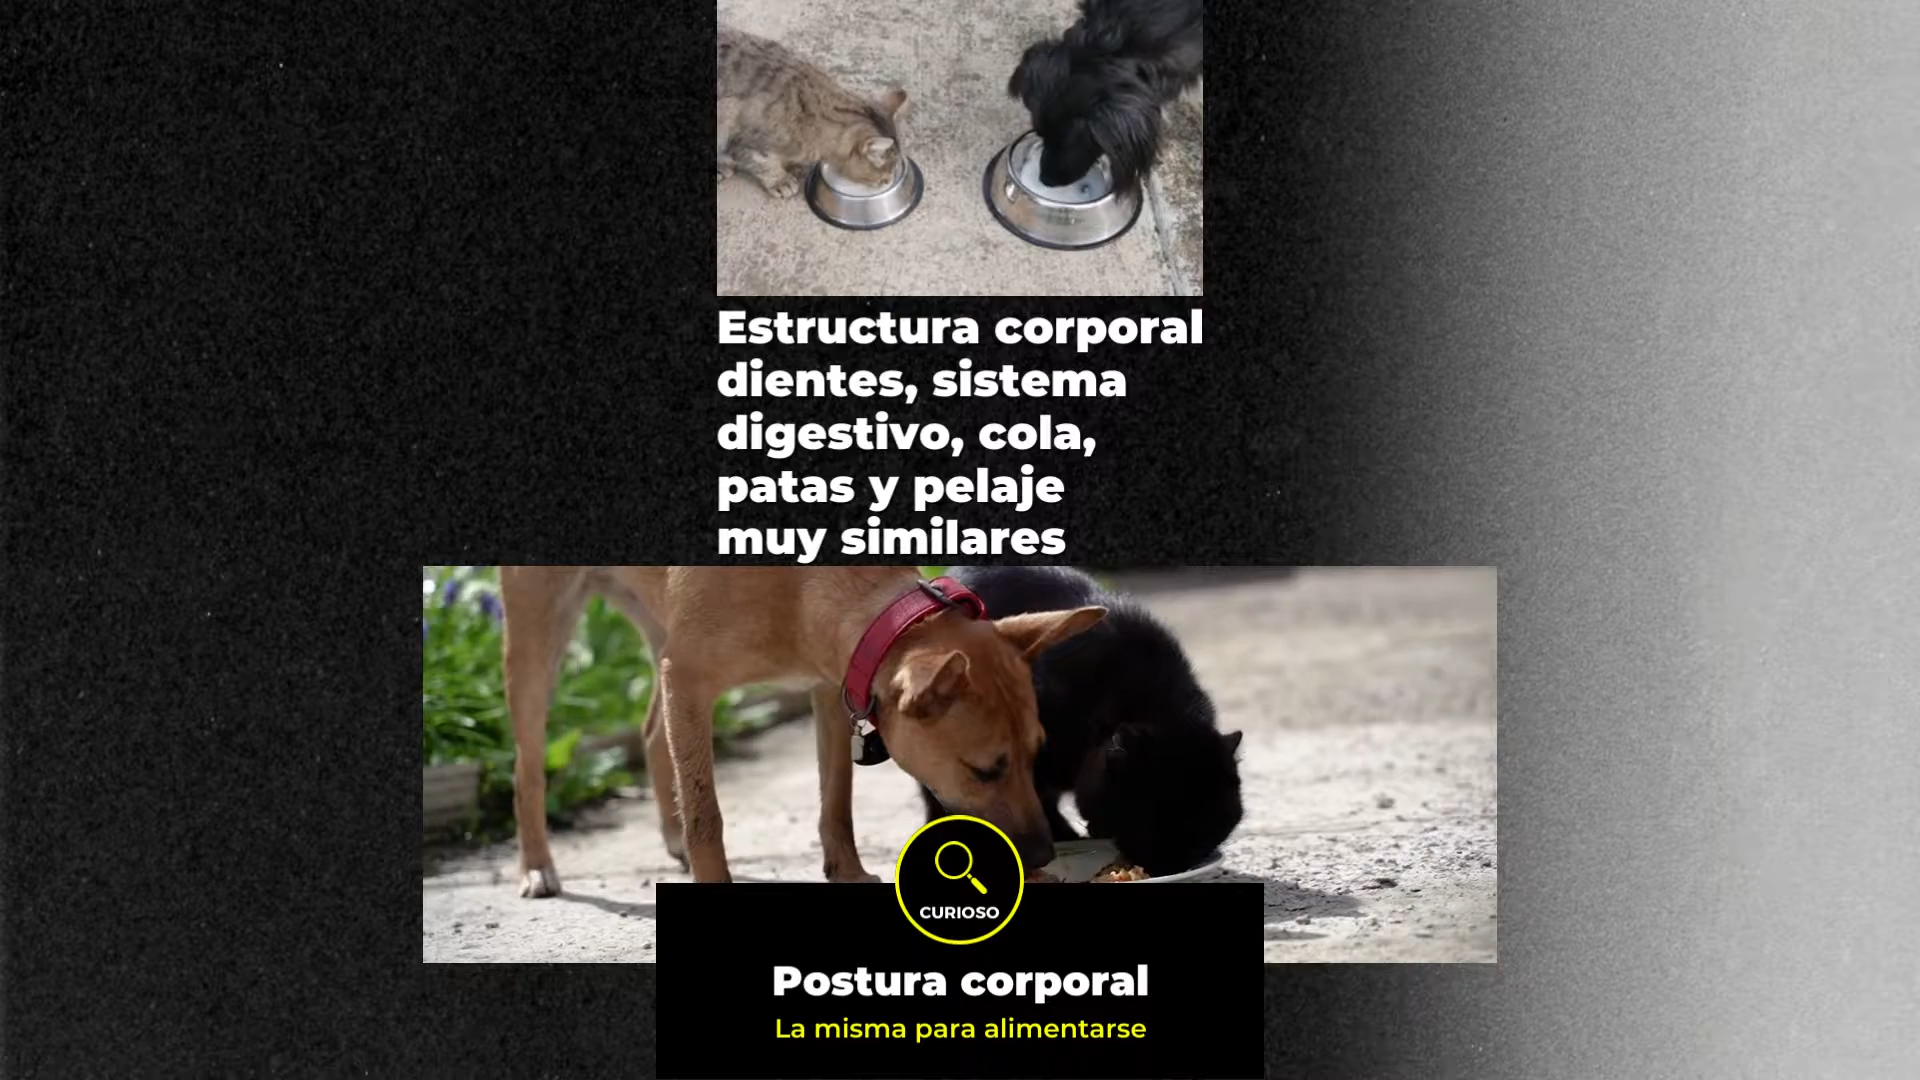 Estructura corporal
dientes, sistema
digestivo, cola,
patas y pelaje
muy similares
CURIOSO
Postura corporal
La misma para alimentarse